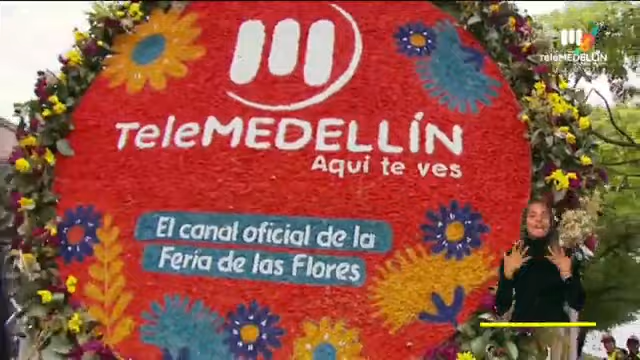 TeleMEDELLÍN
Aquí te ves
El canal oficial de la
Feria de las Flores
TeleMEDELLÍN